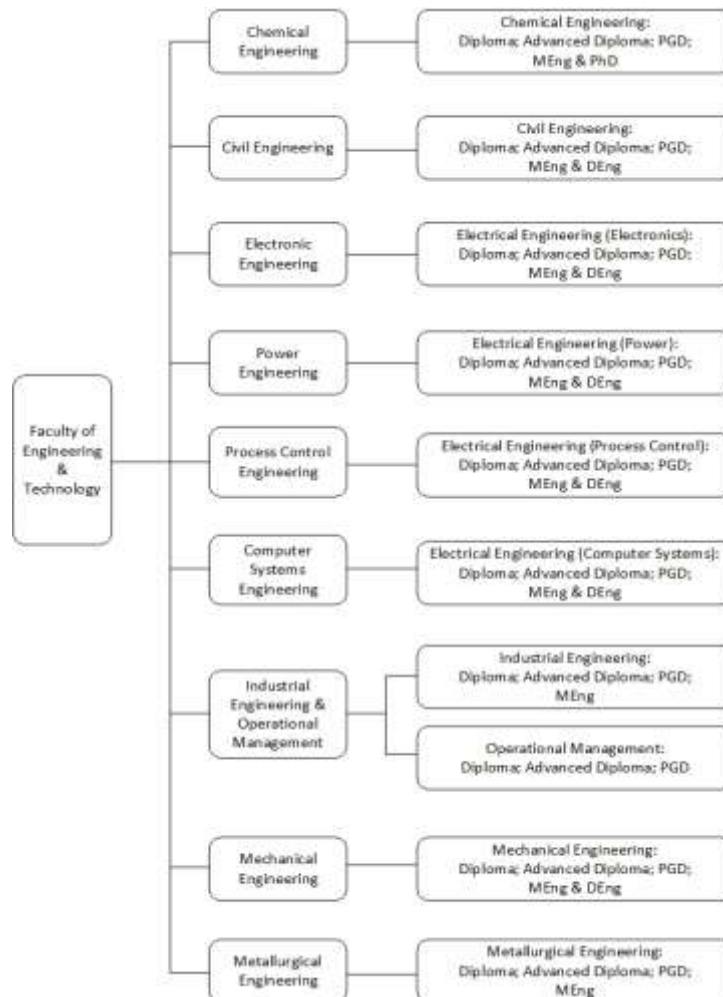 Faculty of
Engineering
&
Technology
Chemical
Engineering
Chemical Engineering:
Diploma; Advanced Diploma; PGD;
MEng & PhD
Civil Engineering
Civil Engineering:
Diploma; Advanced Diploma; PGD;
MEng & DEng
Electronic
Engineering
Electrical Engineering (Electronics):
Diploma; Advanced Diploma; PGD;
MEng & DEng
Power
Engineering
Electrical Engineering (Power):
Diploma; Advanced Diploma; PGD;
MEng & DEng
Process Control
Engineering
Electrical Engineering (Process Control):
Diploma; Advanced Diploma; PGD;
MEng & DEng
Computer
Systems
Engineering
Electrical Engineering (Computer Systems):
Diploma; Advanced Diploma; PGD;
MEng & DEng
Industrial
Engineering &
Operational
Management
Industrial Engineering:
Diploma; Advanced Diploma; PGD;
MEng
Operational Management:
Diploma; Advanced Diploma; PGD
Mechanical
Engineering
Mechanical Engineering:
Diploma; Advanced Diploma; PGD;
MEng & DEng
Metallurgical
Engineering
Metallurgical Engineering:
Diploma; Advanced Diploma; PGD;
MEng